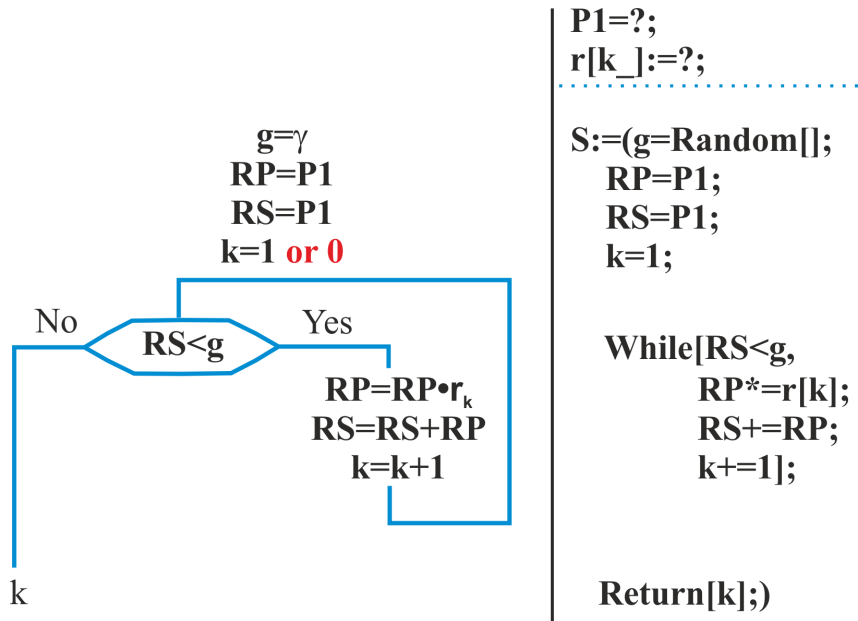 g=γ
RP=P1
RS=P1
k=1 or 0
No
RS<g
Yes
RP=RP•rₖ
RS=RS+RP
k=k+1
k
P1=?;
r[k_]:=?;
S:=(g=Random[];
RP=P1;
RS=P1;
k=1;
While[RS<g,
RP*=r[k];
RS+=RP;
k+=1];
Return[k];)